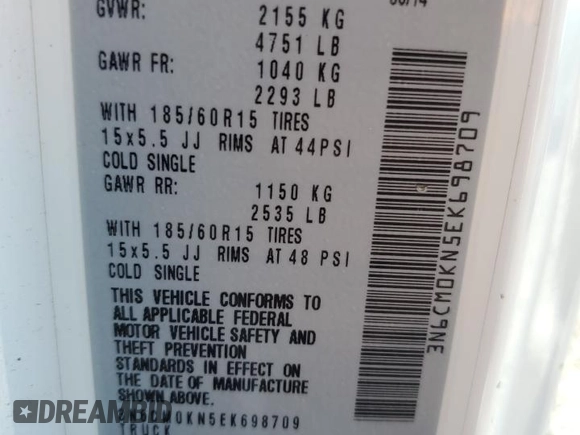 GVWR: 2155 KG
4751 LB
GAWR FR: 1040 KG
2293 LB
WITH 185/60R15 TIRES
15x5.5 JJ RIMS AT 44PSI
COLD SINGLE
GAWR RR: 1150 KG
2535 LB
WITH 185/60R15 TIRES
15x5.5 JJ RIMS AT 48 PSI
COLD SINGLE
THIS VEHICLE CONFORMS TO
ALL APPLICABLE FEDERAL
MOTOR VEHICLE SAFETY AND
THEFT PREVENTION
STANDARDS IN EFFECT ON
THE DATE OF MANUFACTURE
SHOWN ABOVE.
M0KN5EK698709
TRUCK
3N6CM0KN5EK698709
IDREAMBID